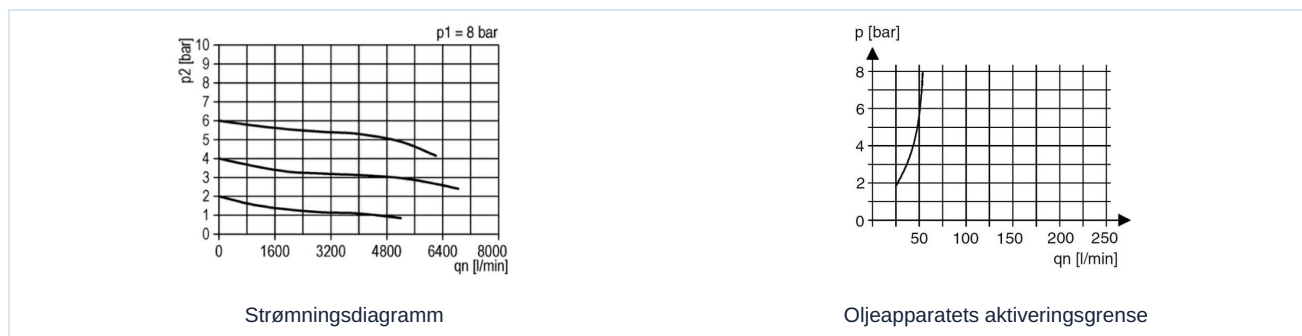 p1 = 8 bar
p2 [bar]
10
9
8
7
6
5
4
3
2
1
0
0 1600 3200 4800 6400 8000
qn [l/min]
Strømningsdiagramm
p [bar]
8
6
4
2
0
50 100 150 200 250
qn [l/min]
Oljeapparatets aktiveringsgrense